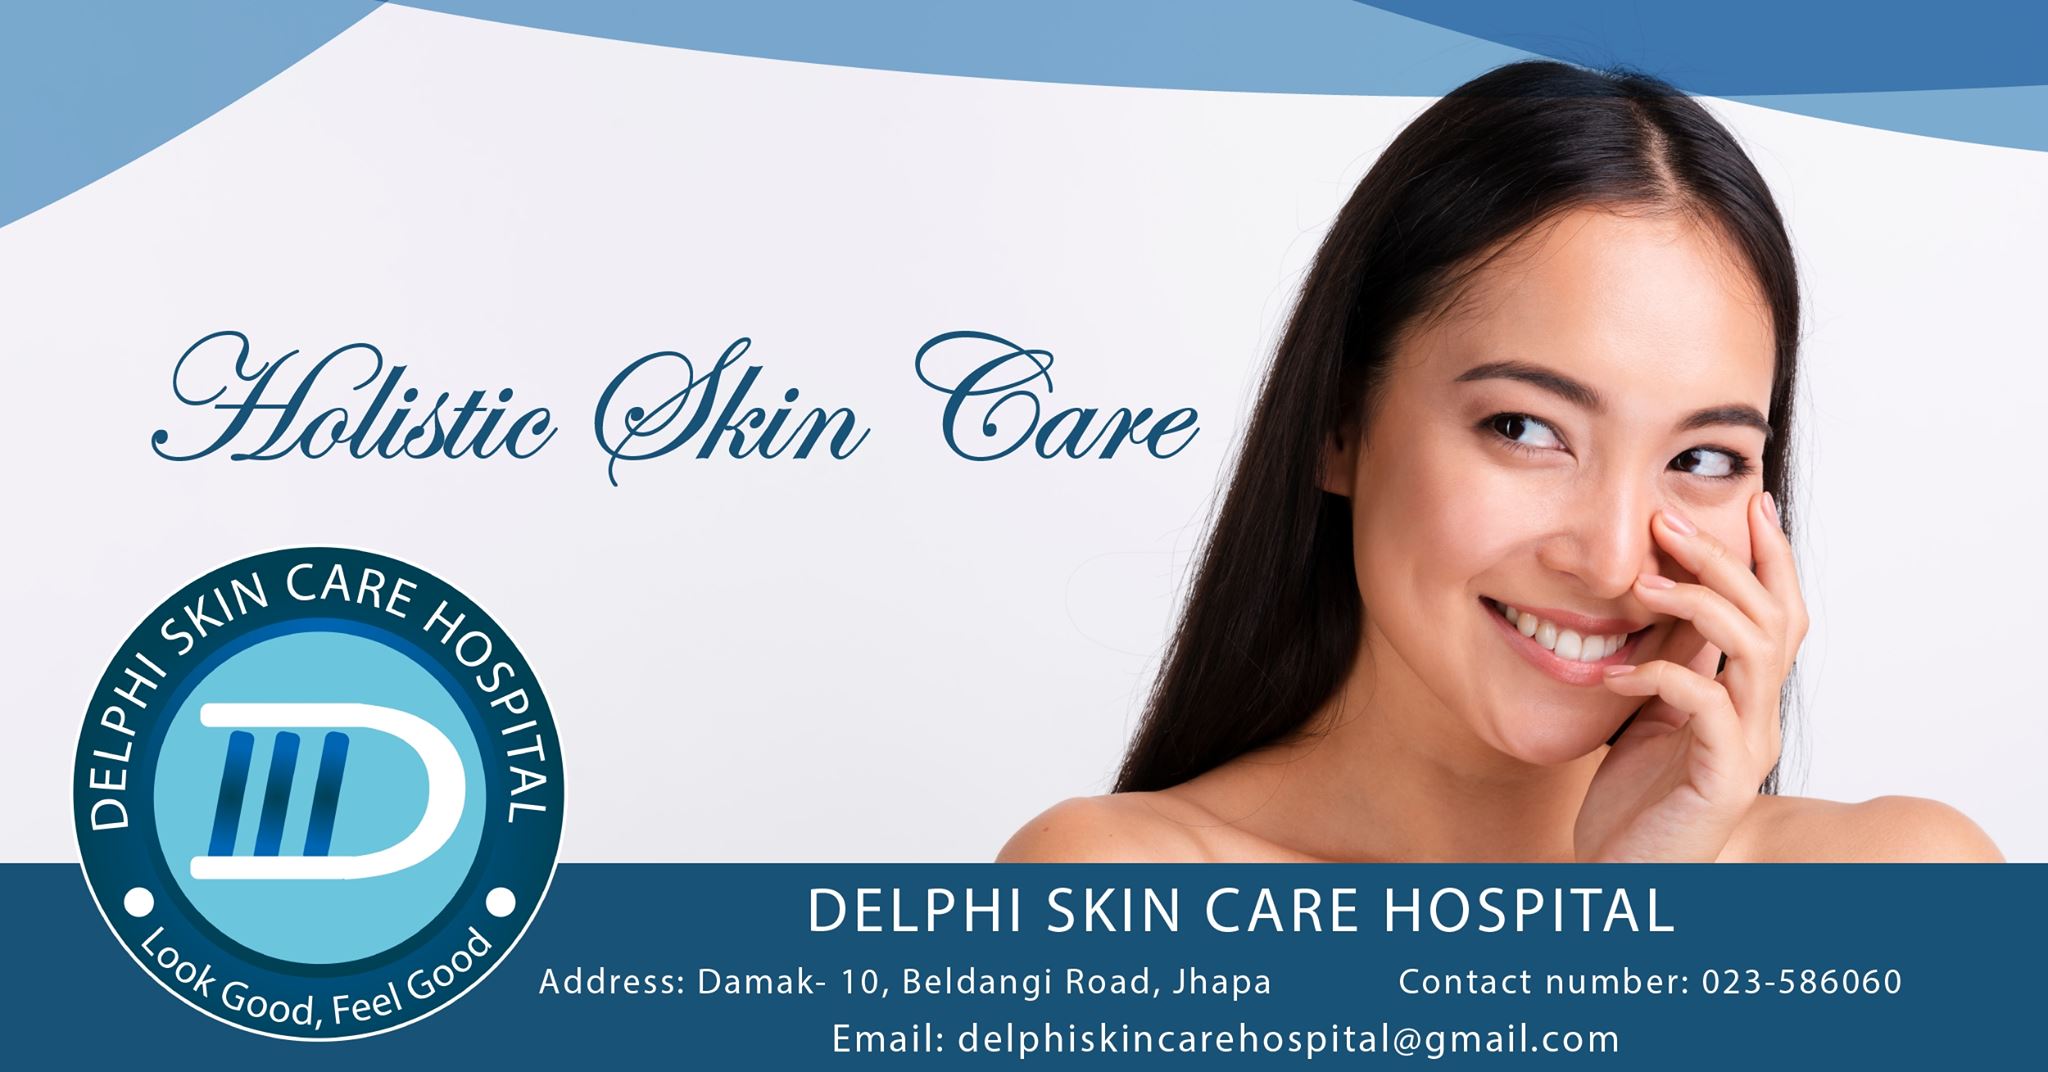 Holistic Skin Care
DELPHI SKIN CARE HOSPITAL
Look Good, Feel Good
DELPHI SKIN CARE HOSPITAL
Address: Damak- 10, Beldangi Road, Jhapa
Contact number: 023-586060
Email: delphiskincarehospital@gmail.com